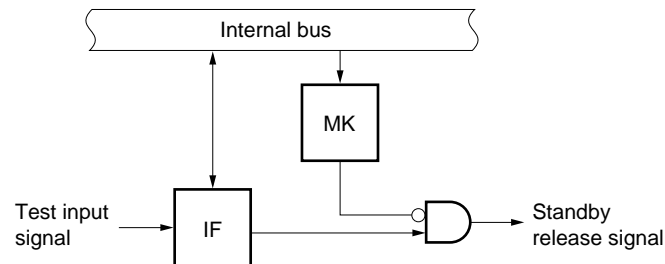 Internal bus
MK
Test input
signal
IF
Standby
release signal